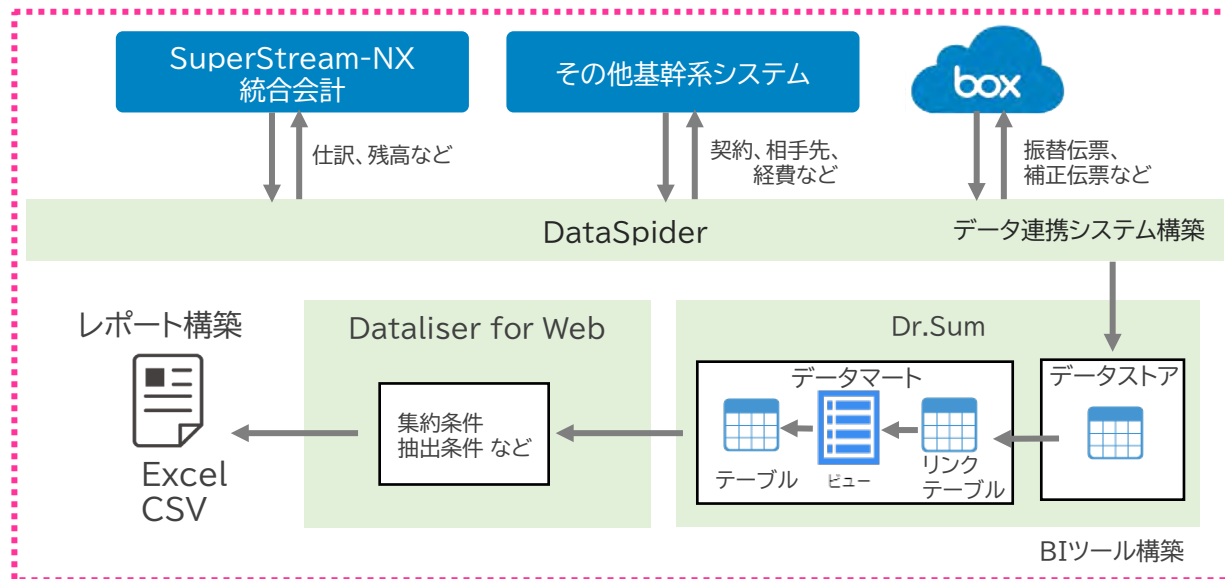 SuperStream-NX
統合会計
その他基幹系システム
box
仕訳、残高など
契約、相手先、
経費など
振替伝票、
補正伝票など
DataSpider
データ連携システム構築
レポート構築
Excel
CSV
Dataliser for Web
集約条件
抽出条件 など
Dr.Sum
データマート
テーブル
ビュー
リンク
テーブル
データストア
BIツール構築